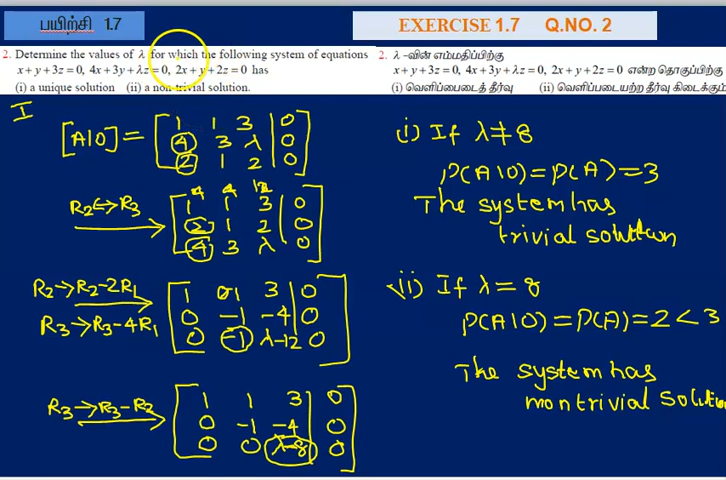 பயிற்சி 1.7
EXERCISE 1.7 Q.NO. 2
2. Determine the values of λ for which the following system of equations
x + y + 3z = 0, 4x + 3y + λz = 0, 2x + y + 2z = 0 has
(i) a unique solution (ii) a non-trivial solution.
2. λ -வின் எம்மதிப்பிற்கு
x + y + 3z = 0, 4x + 3y + λz = 0, 2x + y + 2z = 0 என்ற தொகுப்பிற்கு
(i) வெளிப்படைத் தீர்வு (ii) வெளிப்படையற்ற தீர்வு கிடைக்கும்
I
[A|0] = [1 1 3 | 0
4 3 λ | 0
2 1 2 | 0]
R2↔R3
4 4 12
[1 1 3 | 0
2 1 2 | 0
4 3 λ | 0]
R2→R2-2R1
R3→R3-4R1
[1 1 3 | 0
0 -1 -4 | 0
0 -1 λ-12 0]
R3→R3-R2
[1 1 3 | 0
0 -1 -4 | 0
0 0 λ-8 | 0]
(i) If λ≠8
ρ(A|0) = ρ(A) = 3
The system has
trivial solution
(ii) If λ = 8
ρ(A|0) = ρ(A) = 2 < 3
The system has
nontrivial solution